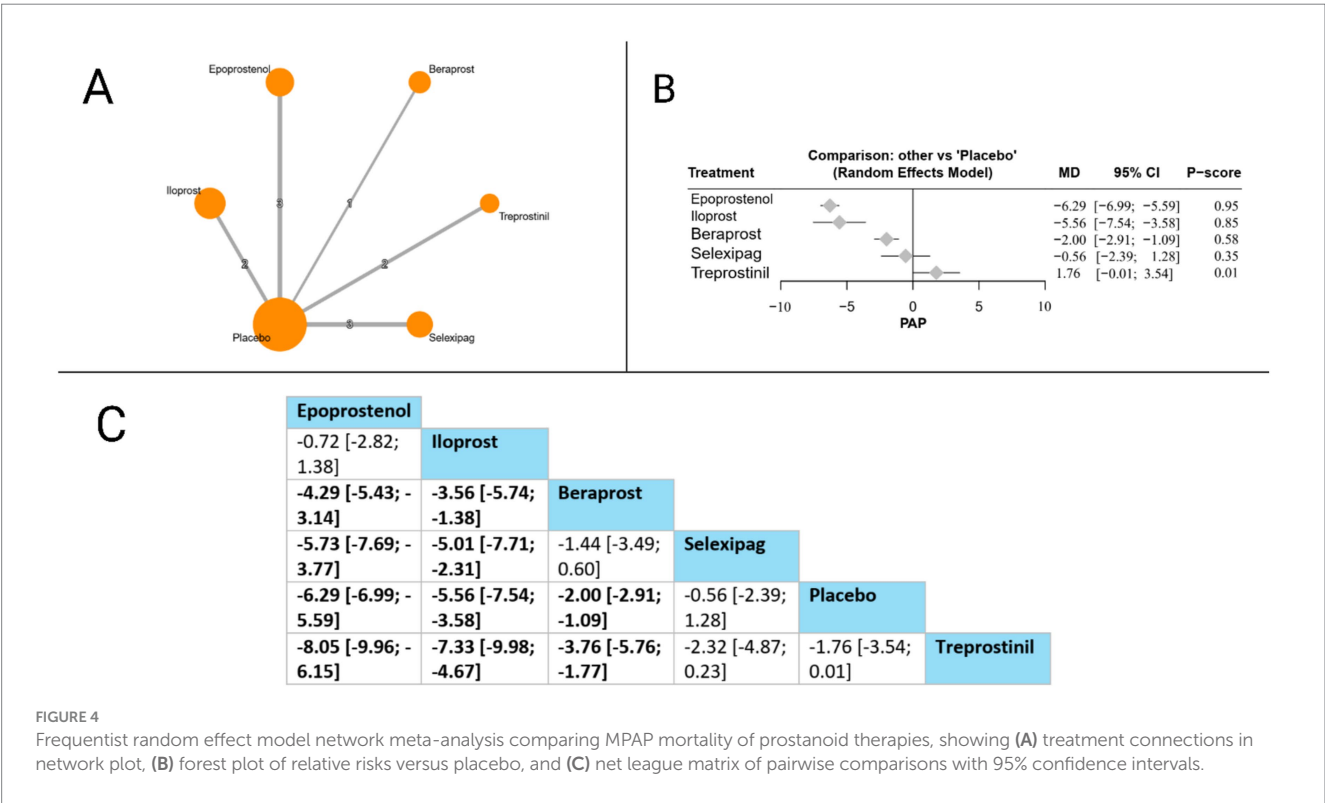 A
Epoprostenol
Beraprost
Iloprost
Treprostinil
3
1
2
2
Placebo
3
Selexipag
B
Comparison: other vs 'Placebo'
Treatment (Random Effects Model) MD 95% CI P−score
Epoprostenol −6.29 [−6.99; −5.59] 0.95
Iloprost −5.56 [−7.54; −3.58] 0.85
Beraprost −2.00 [−2.91; −1.09] 0.58
Selexipag −0.56 [−2.39; 1.28] 0.35
Treprostinil 1.76 [−0.01; 3.54] 0.01
−10 −5 0 5 10
PAP
C
Epoprostenol
-0.72 [-2.82; Iloprost
1.38]
-4.29 [-5.43; - -3.56 [-5.74; Beraprost
3.14] -1.38]
-5.73 [-7.69; - -5.01 [-7.71; -1.44 [-3.49; Selexipag
3.77] -2.31] 0.60]
-6.29 [-6.99; - -5.56 [-7.54; -2.00 [-2.91; -0.56 [-2.39; Placebo
5.59] -3.58] -1.09] 1.28]
-8.05 [-9.96; - -7.33 [-9.98; -3.76 [-5.76; -2.32 [-4.87; -1.76 [-3.54; Treprostinil
6.15] -4.67] -1.77] 0.23] 0.01]
FIGURE 4
Frequentist random effect model network meta-analysis comparing MPAP mortality of prostanoid therapies, showing (A) treatment connections in
network plot, (B) forest plot of relative risks versus placebo, and (C) net league matrix of pairwise comparisons with 95% confidence intervals.